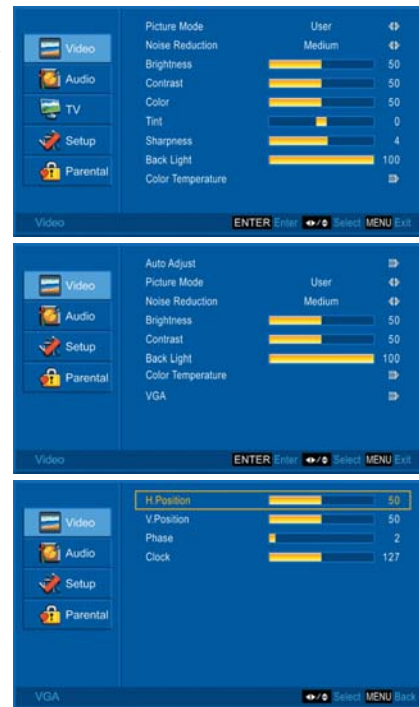 Picture Mode User
Video Noise Reduction Medium
Brightness 50
Audio Contrast 50
Color 50
TV Tint 0
Setup Sharpness 4
Back Light 100
Parental Color Temperature
Video ENTER Enter Select MENU Exit
Auto Adjust
Video Picture Mode User
Noise Reduction Medium
Audio Brightness 50
Contrast 50
Setup Back Light 100
Parental Color Temperature
VGA
Video ENTER Enter Select MENU Exit
H.Position 50
Video V.Position 50
Audio Phase 2
Clock 127
Setup
Parental
VGA Select MENU Back